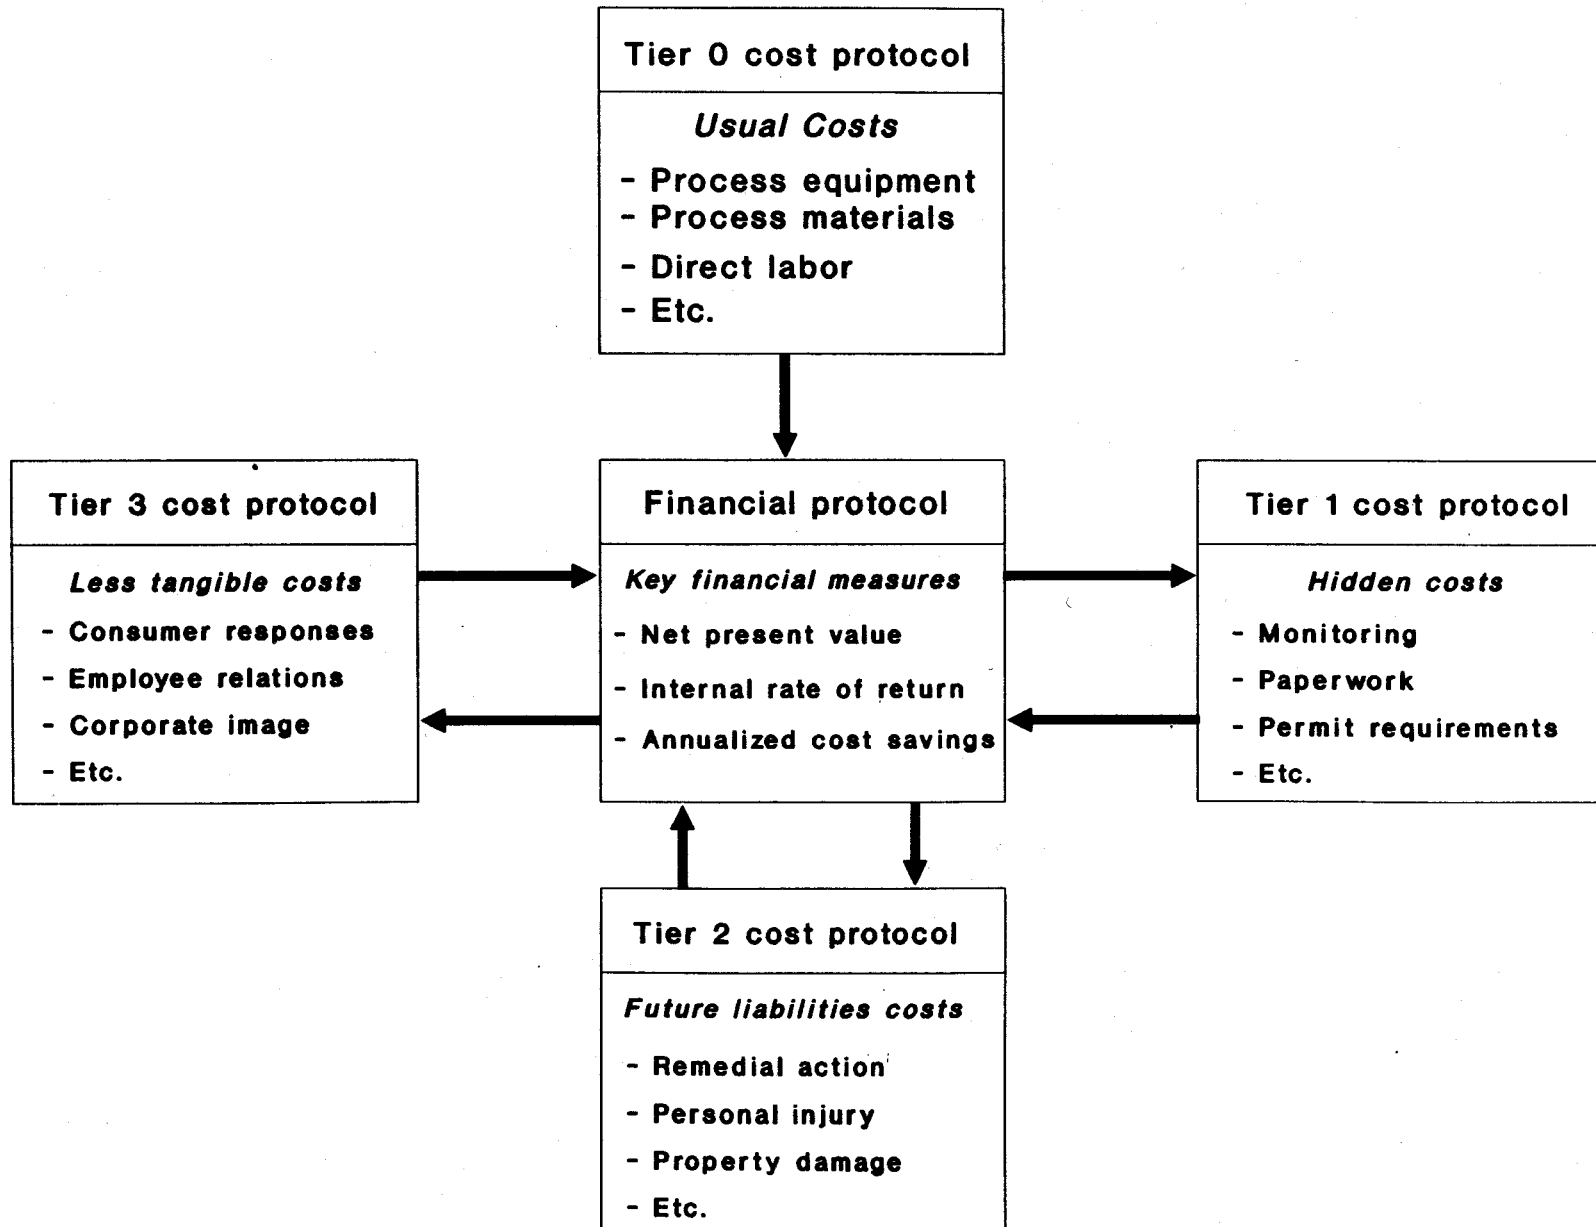 Tier 0 cost protocol
Usual Costs
- Process equipment
- Process materials
- Direct labor
- Etc.
Tier 3 cost protocol
Less tangible costs
- Consumer responses
- Employee relations
- Corporate image
- Etc.
Financial protocol
Key financial measures
- Net present value
- Internal rate of return
- Annualized cost savings
Tier 1 cost protocol
Hidden costs
- Monitoring
- Paperwork
- Permit requirements
- Etc.
Tier 2 cost protocol
Future liabilities costs
- Remedial action
- Personal injury
- Property damage
- Etc.